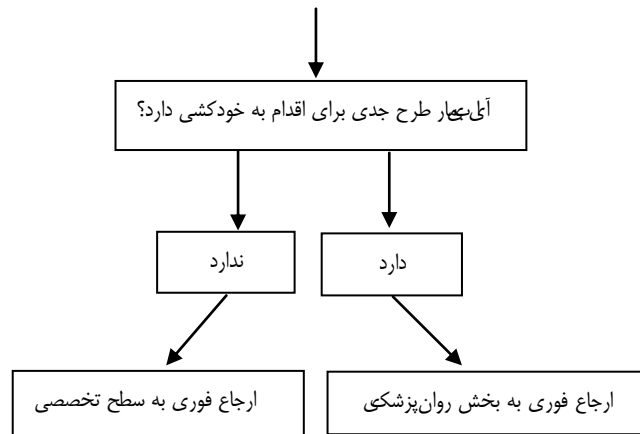 آیا بیمار طرح جدی برای اقدام به خودکشی دارد؟
دارد
ندارد
ارجاع فوری به بخش روان‌پزشکی
ارجاع فوری به سطح تخصصی